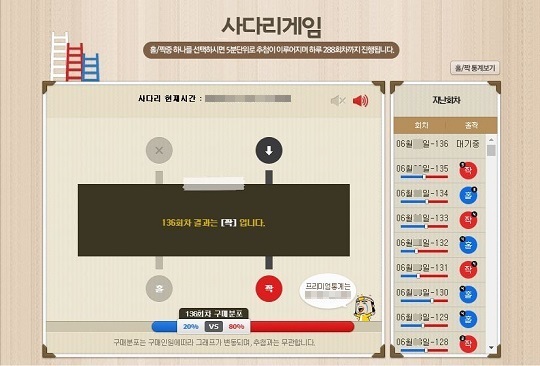 사다리게임
홀/짝중 하나를 선택하시면 5분단위로 추첨이 이루어지며 하루 288회차까지 진행됩니다.
홀/짝 통계보기
사다리 현재시간 :
136회차 결과는 [짝] 입니다.
홀
짝
프리미엄통계는
136회차 구매분포
20% VS 80%
구매분포는 구매인원에따라 그래프가 변동되며, 추첨과는 무관합니다.
지난회차
회차 홀짝
06월 일-136 대기중
06월 일-135 짝
06월 일-134 홀
06월 일-133 짝
06월 일-132 홀
06월 일-131 짝
06월 일-130 홀
06월 일-129 홀
06월 일-128 짝